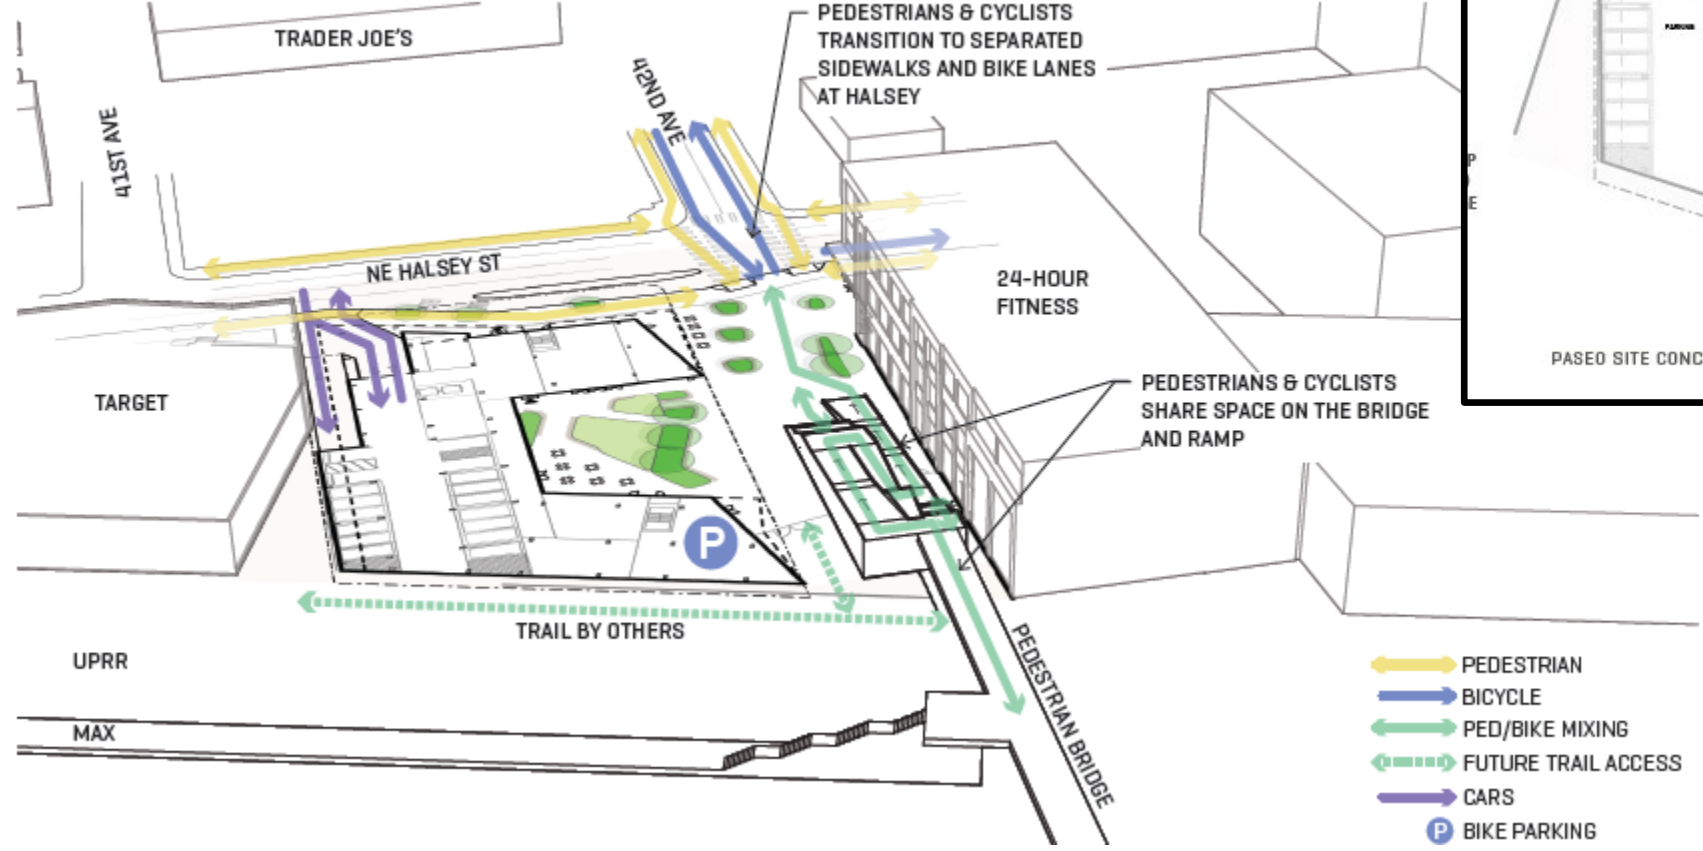 TRADER JOE'S
PEDESTRIANS & CYCLISTS
TRANSITION TO SEPARATED
SIDEWALKS AND BIKE LANES
AT HALSEY
42ND AVE
41ST AVE
PARKING
P
E
NE HALSEY ST
24-HOUR
FITNESS
PASEO SITE CONC
TARGET
PEDESTRIANS & CYCLISTS
SHARE SPACE ON THE BRIDGE
AND RAMP
P
TRAIL BY OTHERS
UPRR
MAX
PEDESTRIAN BRIDGE
PEDESTRIAN
BICYCLE
PED/BIKE MIXING
FUTURE TRAIL ACCESS
CARS
P BIKE PARKING